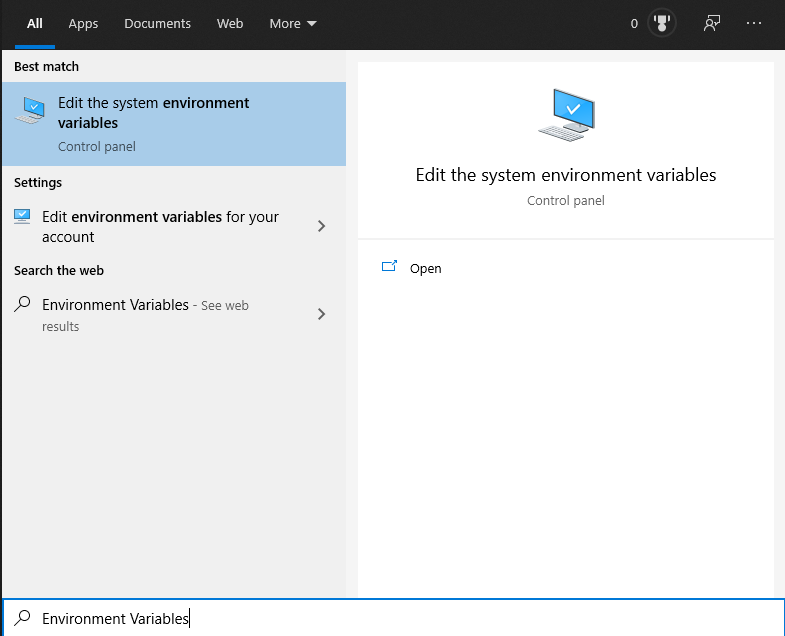 All Apps Documents Web More 0 ...
Best match
Edit the system environment
variables
Control panel
Settings
Edit environment variables for your
account
Search the web
Environment Variables - See web
results
Edit the system environment variables
Control panel
Open
Environment Variables